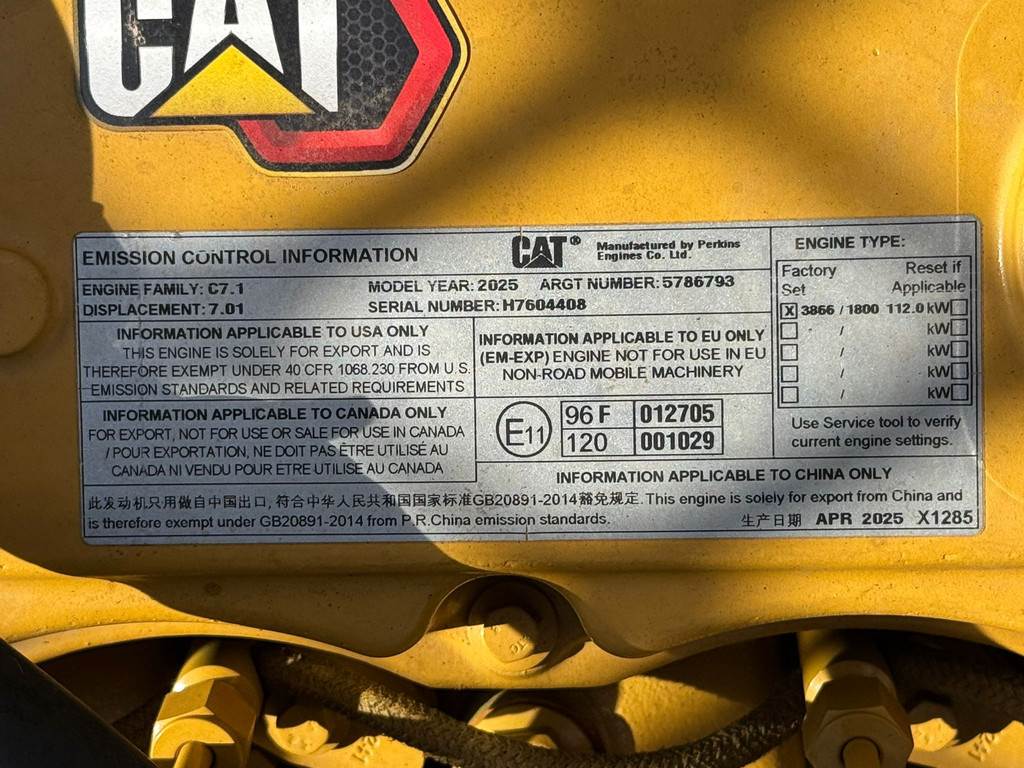 CAT
EMISSION CONTROL INFORMATION
CAT®
Manufactured by Perkins
Engines Co. Ltd.
ENGINE FAMILY: C7.1
MODEL YEAR: 2025 ARGT NUMBER: 5786793
DISPLACEMENT: 7.01
SERIAL NUMBER: H7604408
ENGINE TYPE:
Factory Reset if
Set Applicable
X 3866 / 1800 112.0 kW
/ kW
/ kW
/ kW
/ kW
Use Service tool to verify
current engine settings.
INFORMATION APPLICABLE TO USA ONLY
THIS ENGINE IS SOLELY FOR EXPORT AND IS
THEREFORE EXEMPT UNDER 40 CFR 1068.230 FROM U.S.
EMISSION STANDARDS AND RELATED REQUIREMENTS
INFORMATION APPLICABLE TO EU ONLY
(EM-EXP) ENGINE NOT FOR USE IN EU
NON-ROAD MOBILE MACHINERY
INFORMATION APPLICABLE TO CANADA ONLY
FOR EXPORT, NOT FOR USE OR SALE FOR USE IN CANADA
/ POUR EXPORTATION, NE DOIT PAS ÊTRE UTILISÉ AU
CANADA NI VENDU POUR ÊTRE UTILISE AU CANADA
E11
96 F 012705
120 001029
INFORMATION APPLICABLE TO CHINA ONLY
此发动机只用做自中国出口, 符合中华人民共和国国家标准GB20891-2014豁免规定. This engine is solely for export from China and
is therefore exempt under GB20891-2014 from P.R.China emission standards.
生产日期 APR 2025 X1285